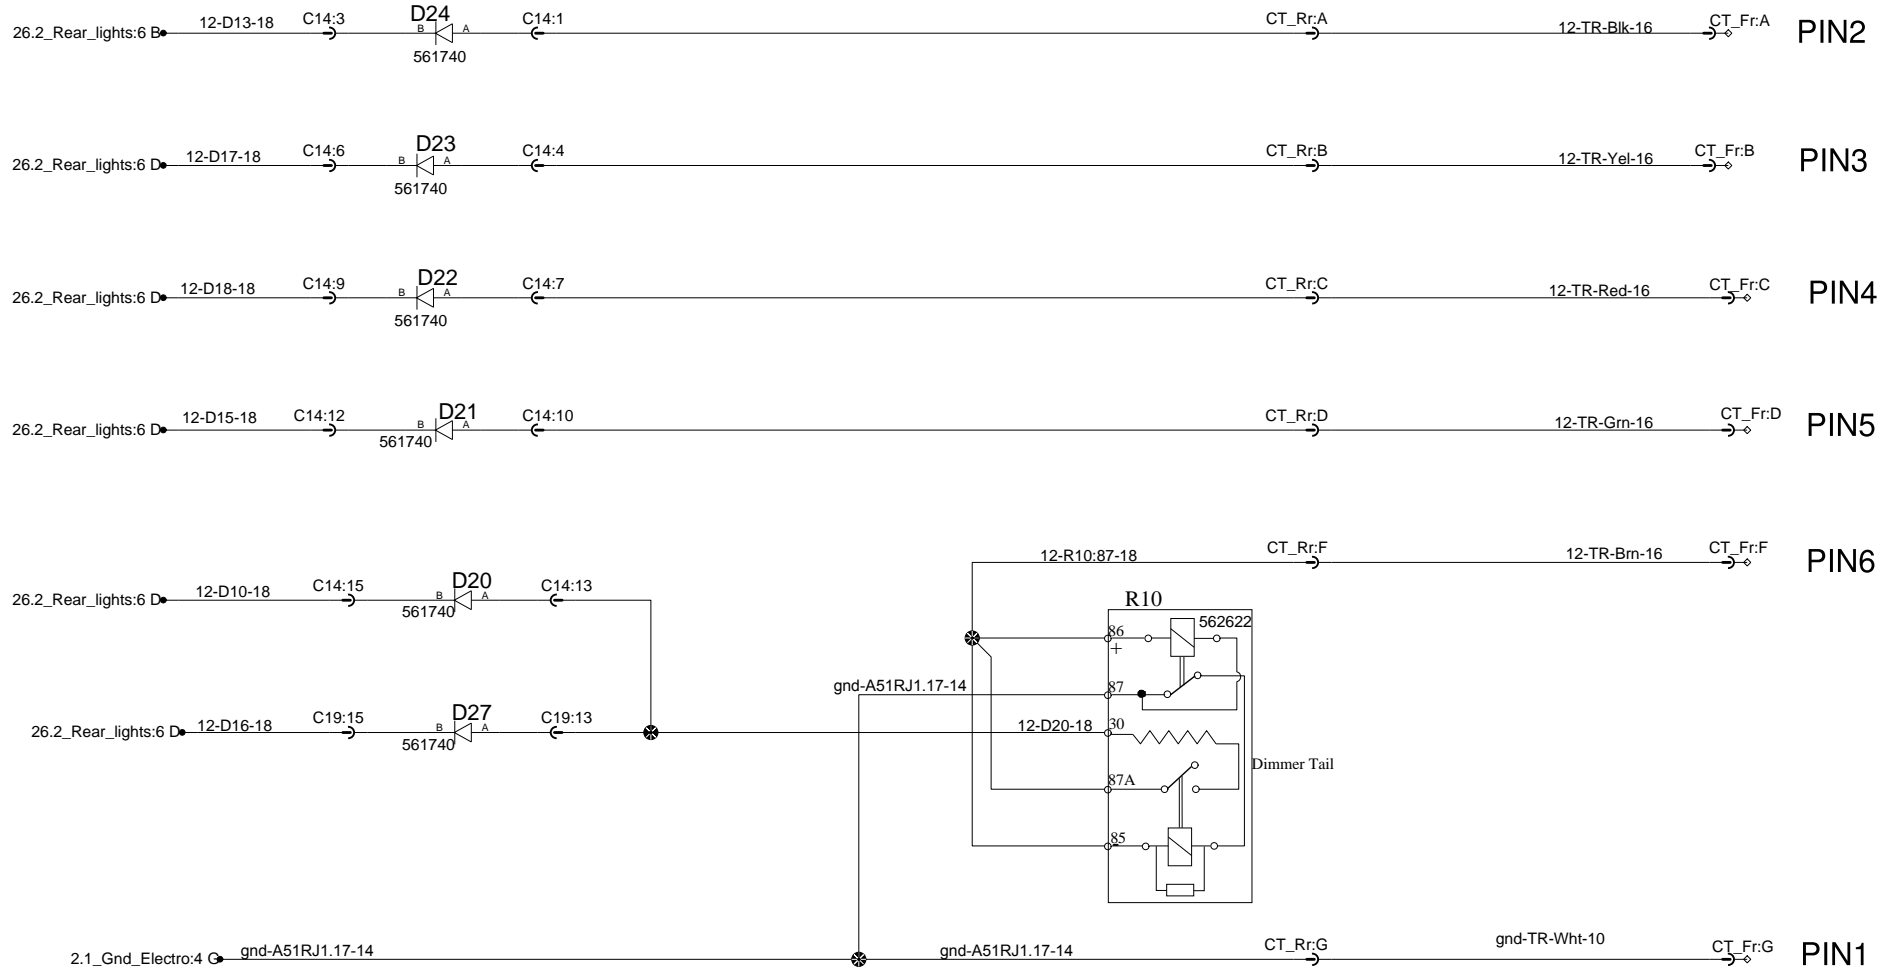 26.2_Rear_lights:6 B 12-D13-18 C14:3 D24 B A 561740 C14:1 CT_Rr:A 12-TR-Blk-16 CT_Fr:A PIN2
26.2_Rear_lights:6 D 12-D17-18 C14:6 D23 B A 561740 C14:4 CT_Rr:B 12-TR-Yel-16 CT_Fr:B PIN3
26.2_Rear_lights:6 D 12-D18-18 C14:9 D22 B A 561740 C14:7 CT_Rr:C 12-TR-Red-16 CT_Fr:C PIN4
26.2_Rear_lights:6 D 12-D15-18 C14:12 D21 B A 561740 C14:10 CT_Rr:D 12-TR-Grn-16 CT_Fr:D PIN5
12-R10:87-18 CT_Rr:F 12-TR-Brn-16 CT_Fr:F PIN6
26.2_Rear_lights:6 D 12-D10-18 C14:15 D20 B A 561740 C14:13
R10
562622
86
+
gnd-A51RJ1.17-14 87
26.2_Rear_lights:6 D 12-D16-18 C19:15 D27 B A 561740 C19:13 12-D20-18 30
Dimmer Tail
87A
85
-
2.1_Gnd_Electro:4 G gnd-A51RJ1.17-14 gnd-A51RJ1.17-14 CT_Rr:G gnd-TR-Wht-10 CT_Fr:G PIN1